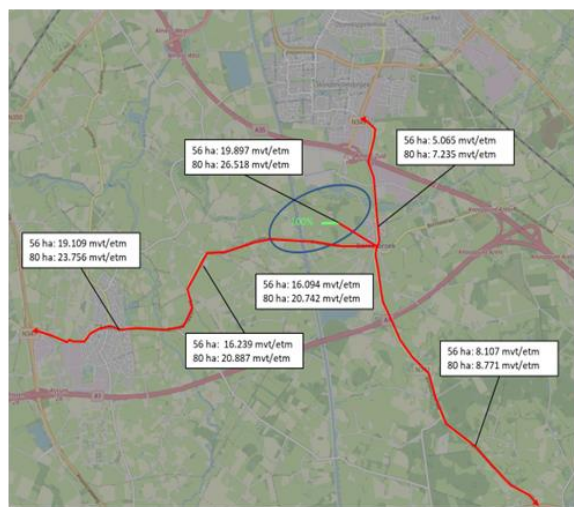 56 ha: 19.897 mvt/etm
80 ha: 26.518 mvt/etm
56 ha: 5.065 mvt/etm
80 ha: 7.235 mvt/etm
100%
56 ha: 19.109 mvt/etm
80 ha: 23.756 mvt/etm
56 ha: 16.094 mvt/etm
80 ha: 20.742 mvt/etm
56 ha: 16.239 mvt/etm
80 ha: 20.887 mvt/etm
56 ha: 8.107 mvt/etm
80 ha: 8.771 mvt/etm